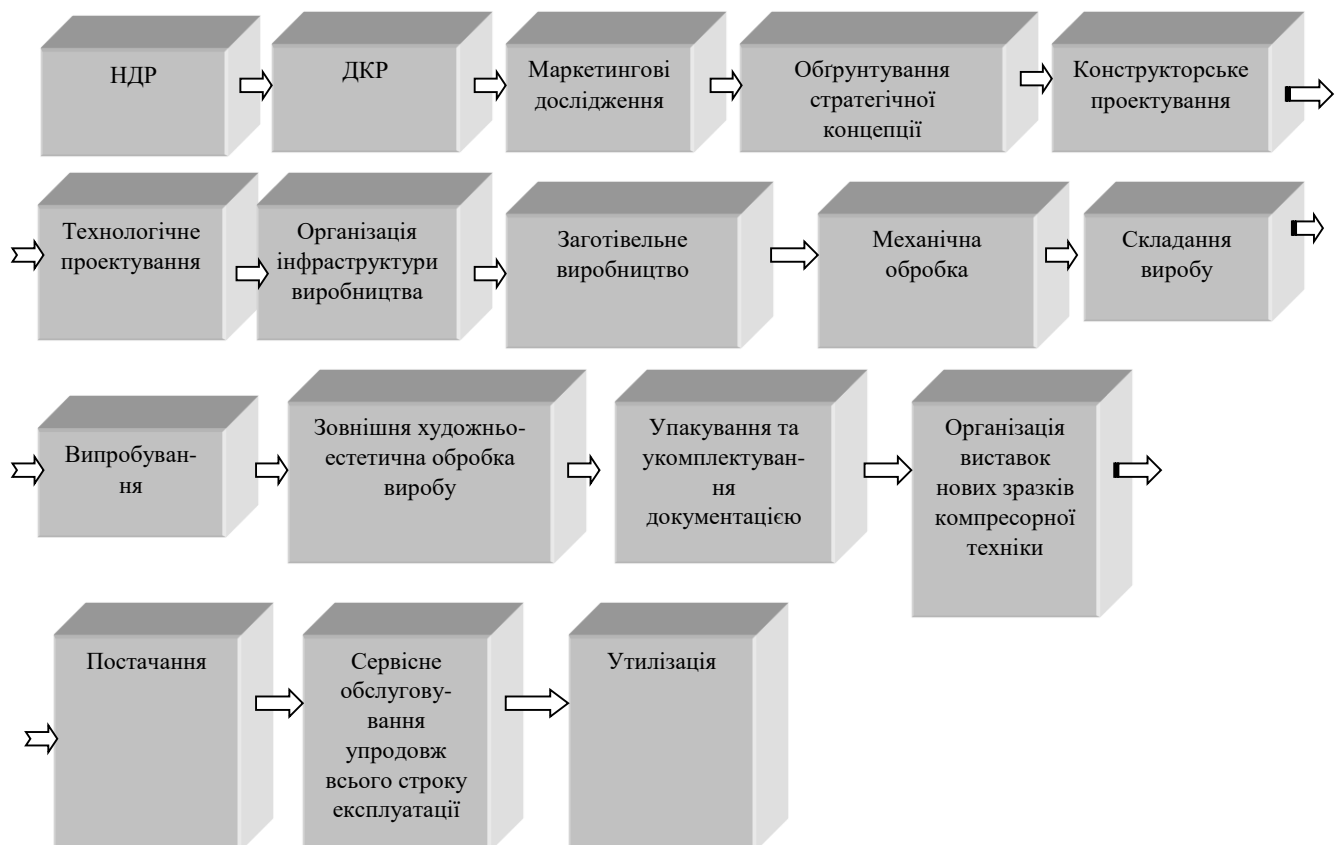 НДР
ДКР
Маркетингові
дослідження
Обґрунтування
стратегічної
концепції
Конструкторське
проектування
Технологічне
проектування
Організація
інфраструктури
виробництва
Заготівельне
виробництво
Механічна
обробка
Складання
виробу
Випробуван-
ня
Зовнішня художньо-
естетична обробка
виробу
Упакування та
укомплектуван-
ня
документацією
Організація
виставок
нових зразків
компресорної
техніки
Постачання
Сервісне
обслугову-
вання
упродовж
всього строку
експлуатації
Утилізація